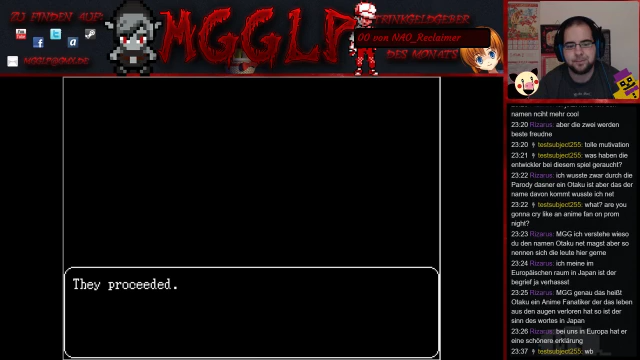 ZU FINDEN AUF:
MGGLP@GMX.DE
MGGLP
TRINKGELDGEBER
00 von NA0_Reclaimer
DES MONATS
namen nciht mehr cool
23:20 Rizarus: aber die zwei werden
beste freudne
23:20 testsubject255: tolle mutivation
23:21 testsubject255: was haben die
entwickler bei diesem spiel geraucht?
23:22 Rizarus: ich wusste zwar durch die
Parody dasner ein Otaku ist aber das der
name davon kommt wusste ich net
23:22 testsubject255: what? are you
gonna cry like an anime fan on prom
night?
23:23 Rizarus: MGG ich verstehe wieso
du den namen Otaku net magst aber so
nennen sich die leute hier gerne
23:24 Rizarus: ich meine im
Europäischen raum in Japan ist der
begrief ja verhasst
23:25 Rizarus: MGG genau das heißt
Otaku ein Anime Fanatiker der das leben
aus den augen verloren hat so ist der
sinn des wortes in Japan
23:26 Rizarus: bei uns in Europa hat er
eine schönere erklärung
23:37 testsubject255: wb
They proceeded.